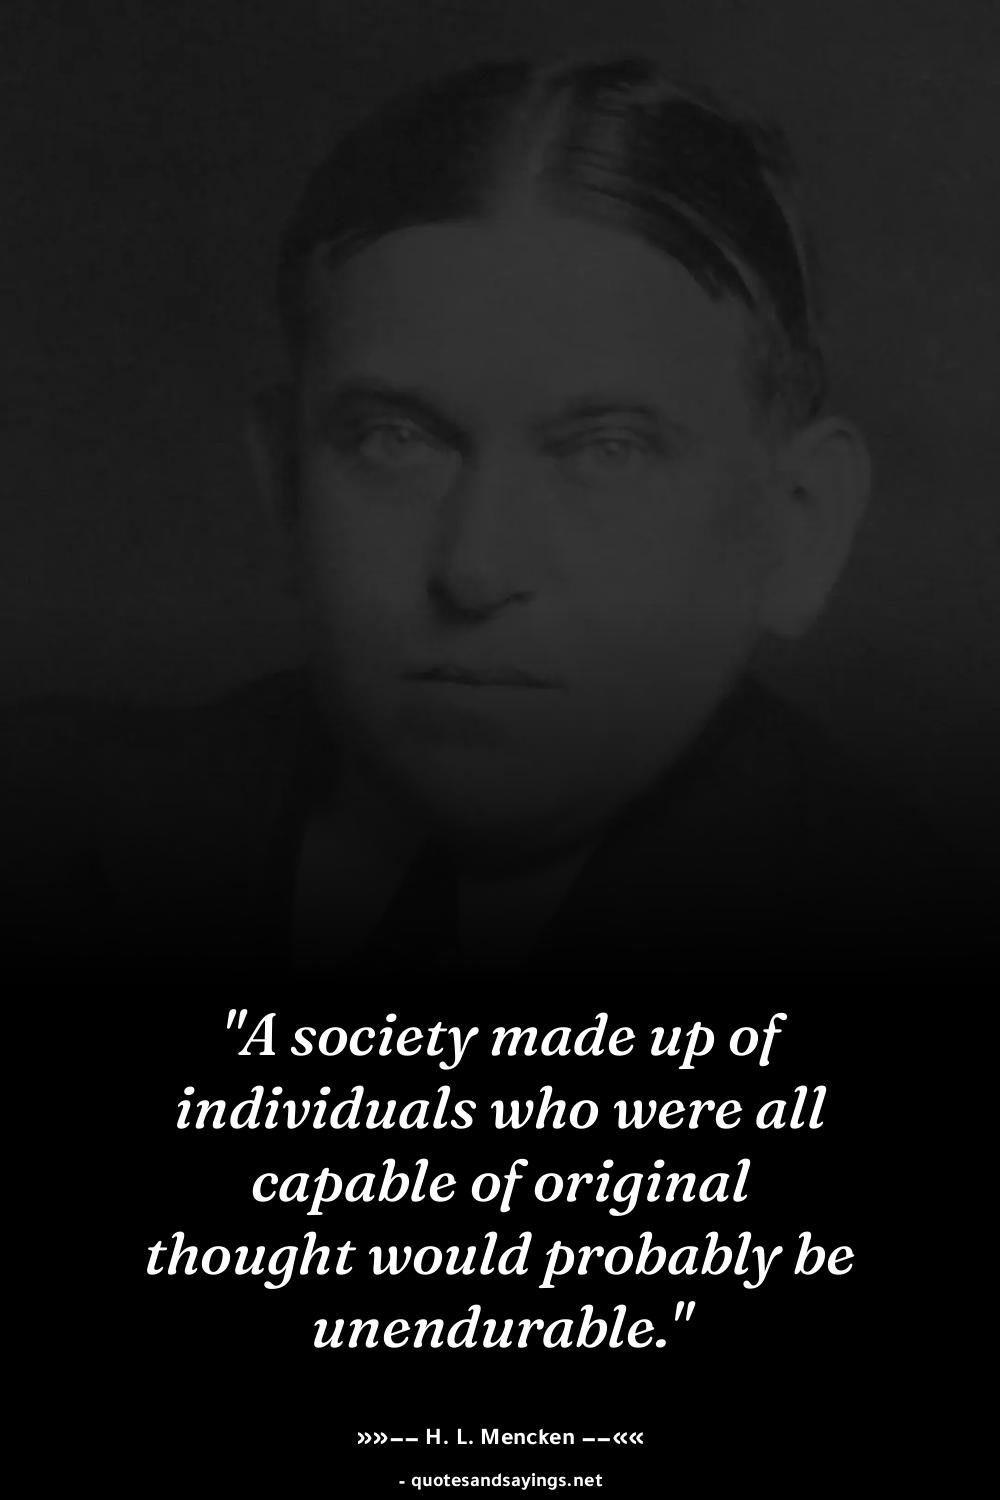 "A society made up of
individuals who were all
capable of original
thought would probably be
unendurable."
»»–– H. L. Mencken ––««
- quotesandsayings.net